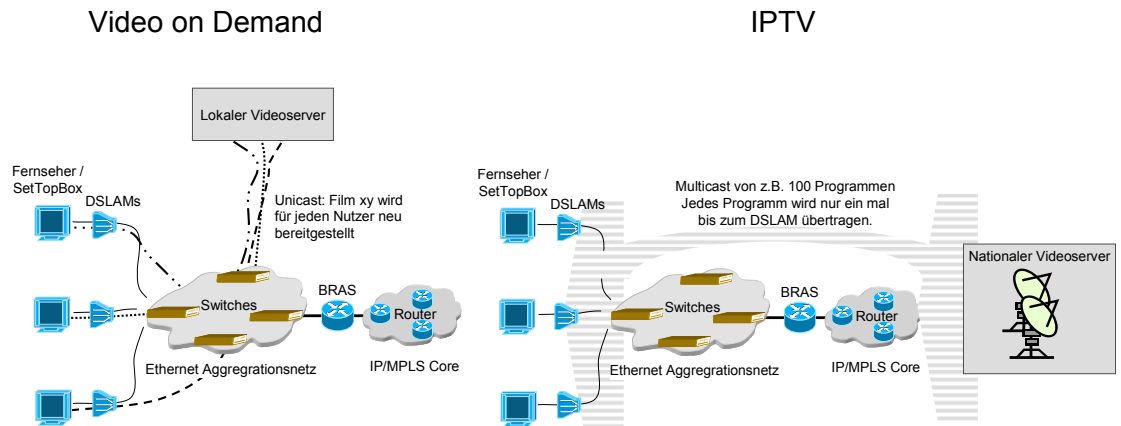 Video on Demand
Lokaler Videoserver
Fernseher /
SetTopBox
DSLAMs
Unicast: Film xy wird
für jeden Nutzer neu
bereitgestellt
Switches
BRAS
Router
Ethernet Aggregrationsnetz
IP/MPLS Core
IPTV
Fernseher /
SetTopBox
DSLAMs
Multicast von z.B. 100 Programmen
Jedes Programm wird nur ein mal
bis zum DSLAM übertragen.
Nationaler Videoserver
Switches
BRAS
Router
Ethernet Aggregrationsnetz
IP/MPLS Core